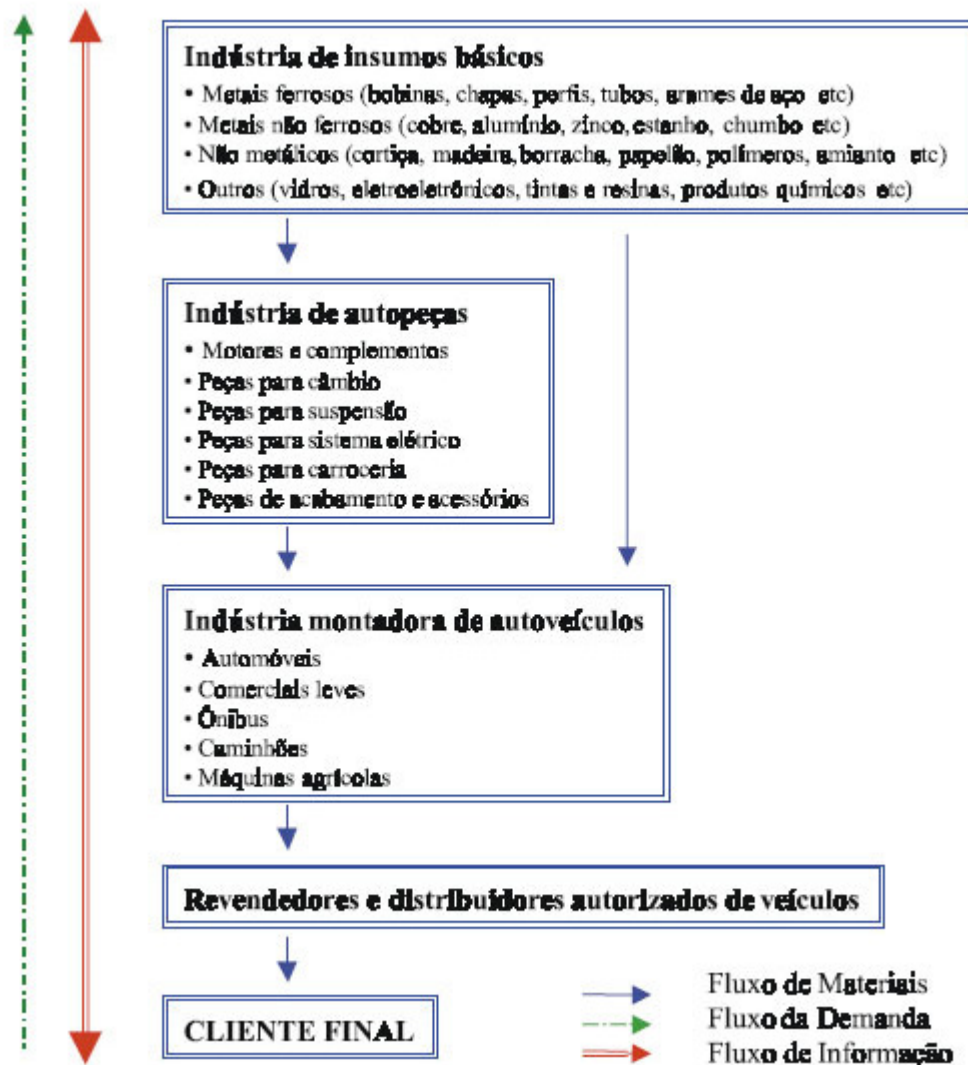 Indústria de insumos básicos
• Metais ferrosos (bobinas, chapas, perfis, tubos, arames de aço etc)
• Metais não ferrosos (cobre, alumínio, zinco, estanho, chumbo etc)
• Não metálicos (cortiça, madeira, borracha, papelão, polímeros, amianto etc)
• Outros (vidros, eletroeletrônicos, tintas e resinas, produtos químicos etc)
Indústria de autopeças
• Motores e complementos
• Peças para câmbio
• Peças para suspensão
• Peças para sistema elétrico
• Peças para carroceria
• Peças de acabamento e acessórios
Indústria montadora de autoveículos
• Automóveis
• Comerciais leves
• Ônibus
• Caminhões
• Máquinas agrícolas
Revendedores e distribuidores autorizados de veículos
CLIENTE FINAL
Fluxo de Materiais
Fluxo da Demanda
Fluxo de Informação